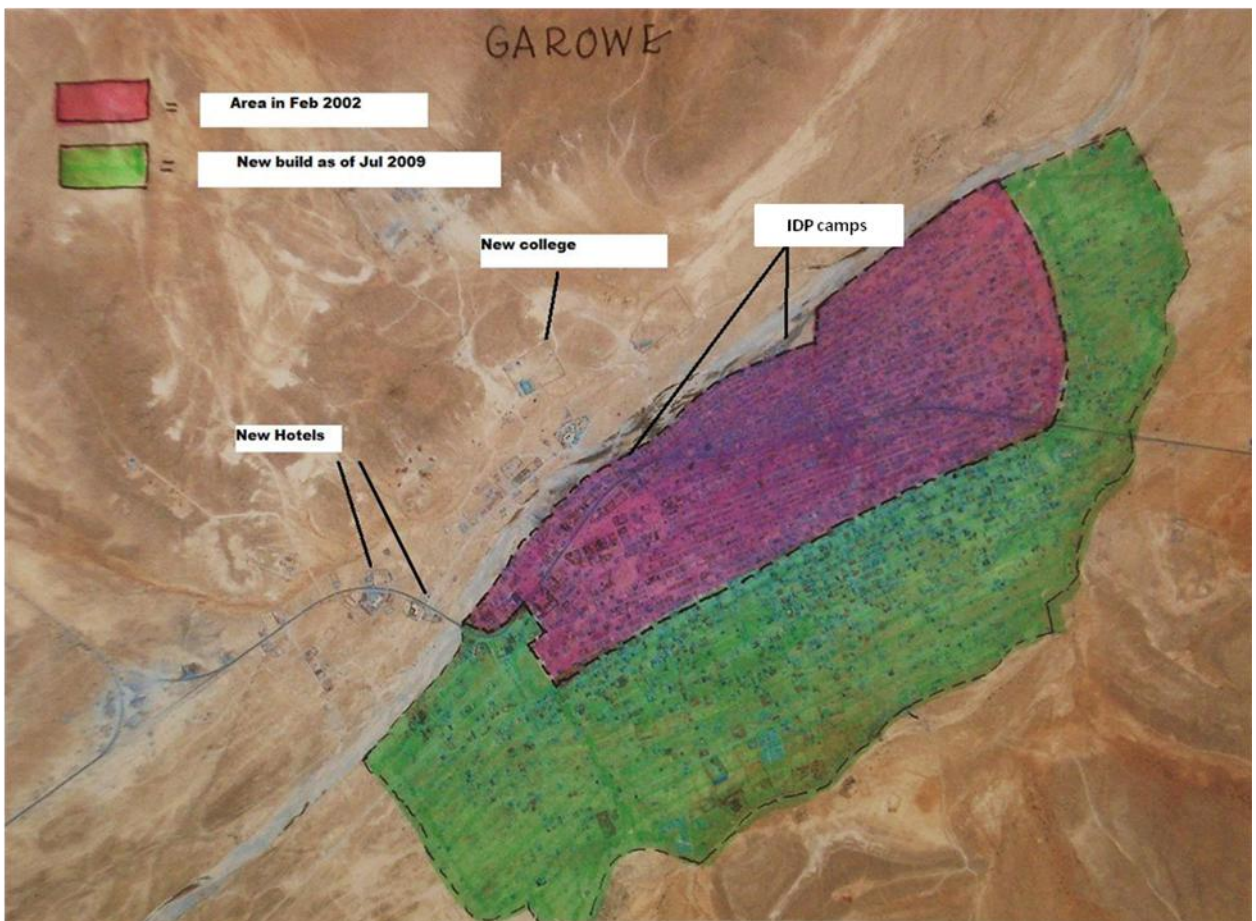 GAROWE
= Area in Feb 2002
= New build as of Jul 2009
IDP camps
New college
New Hotels